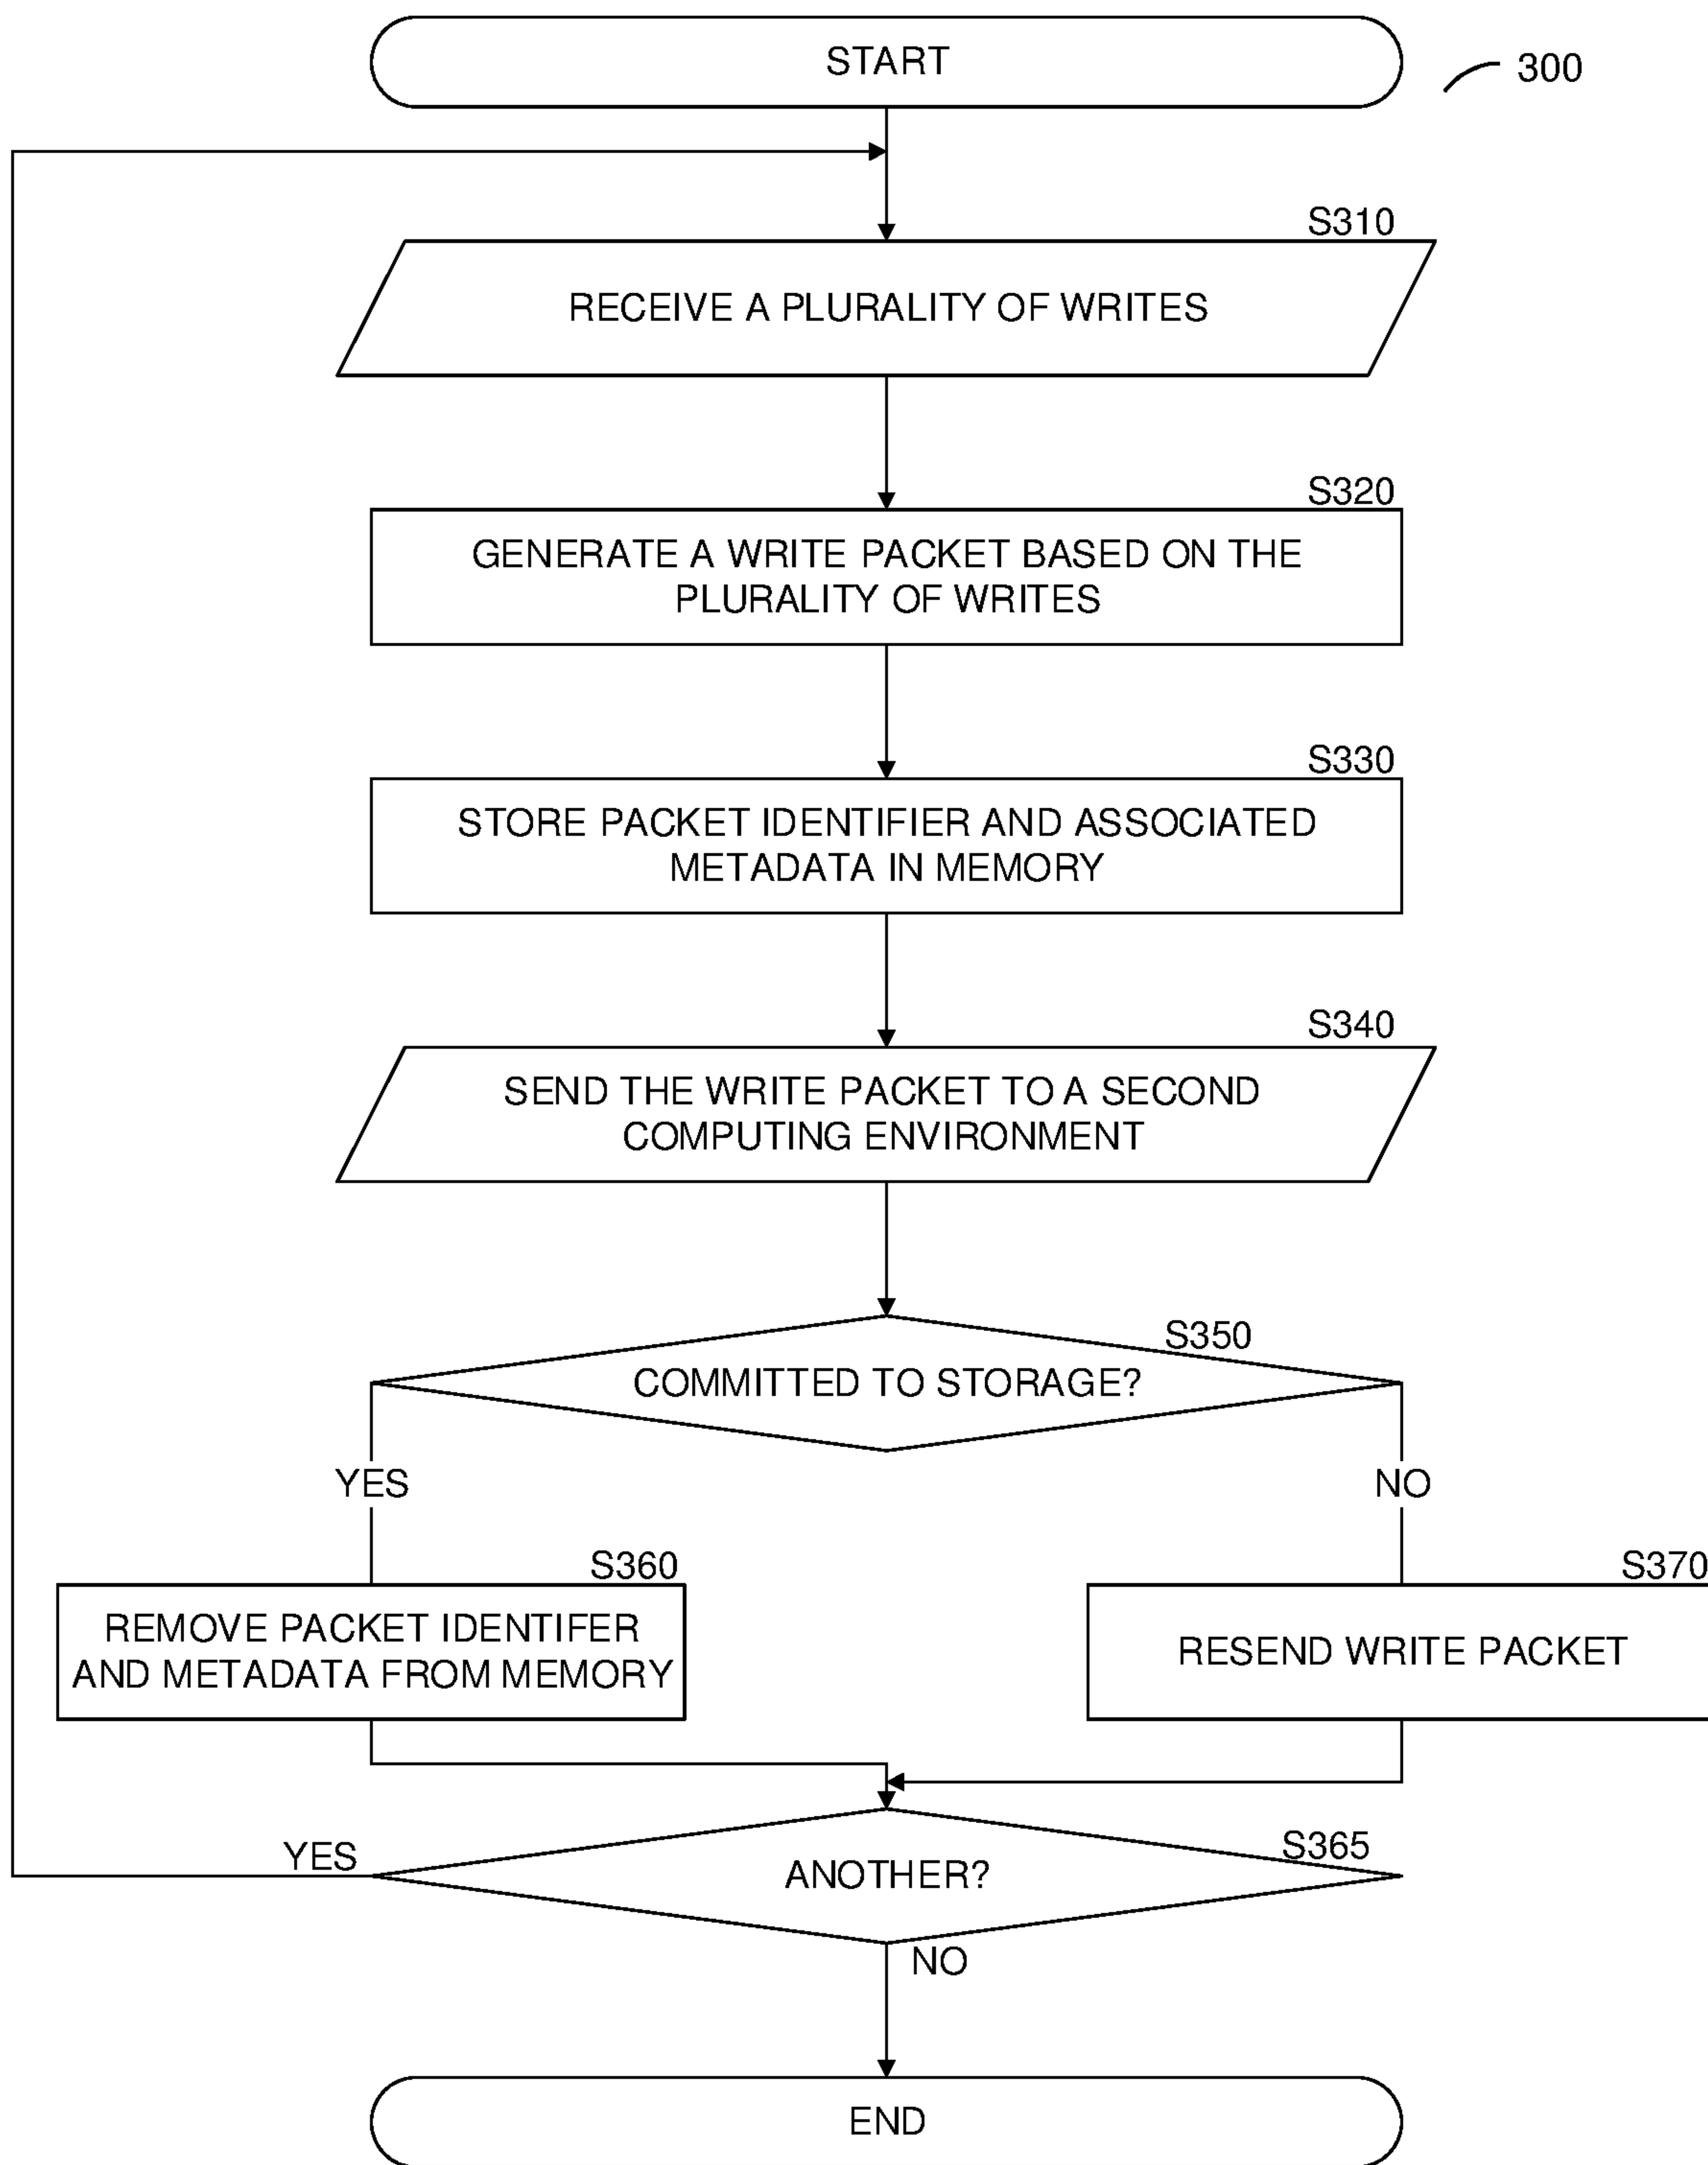 START
300
S310
RECEIVE A PLURALITY OF WRITES
S320
GENERATE A WRITE PACKET BASED ON THE
PLURALITY OF WRITES
S330
STORE PACKET IDENTIFIER AND ASSOCIATED
METADATA IN MEMORY
S340
SEND THE WRITE PACKET TO A SECOND
COMPUTING ENVIRONMENT
S350
COMMITTED TO STORAGE?
YES
NO
S360
REMOVE PACKET IDENTIFER
AND METADATA FROM MEMORY
S370
RESEND WRITE PACKET
YES
S365
ANOTHER?
NO
END